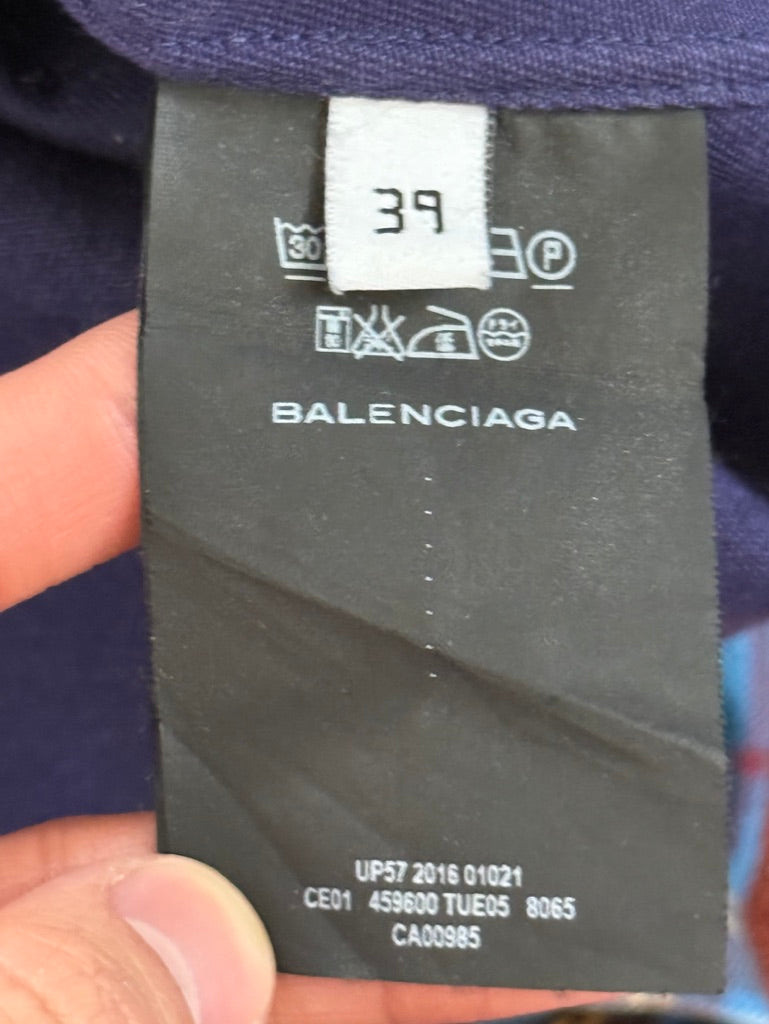 39
30
P
BALENCIAGA
UP57 2016 01021
CE01 459600 TUE05 8065
CA00985